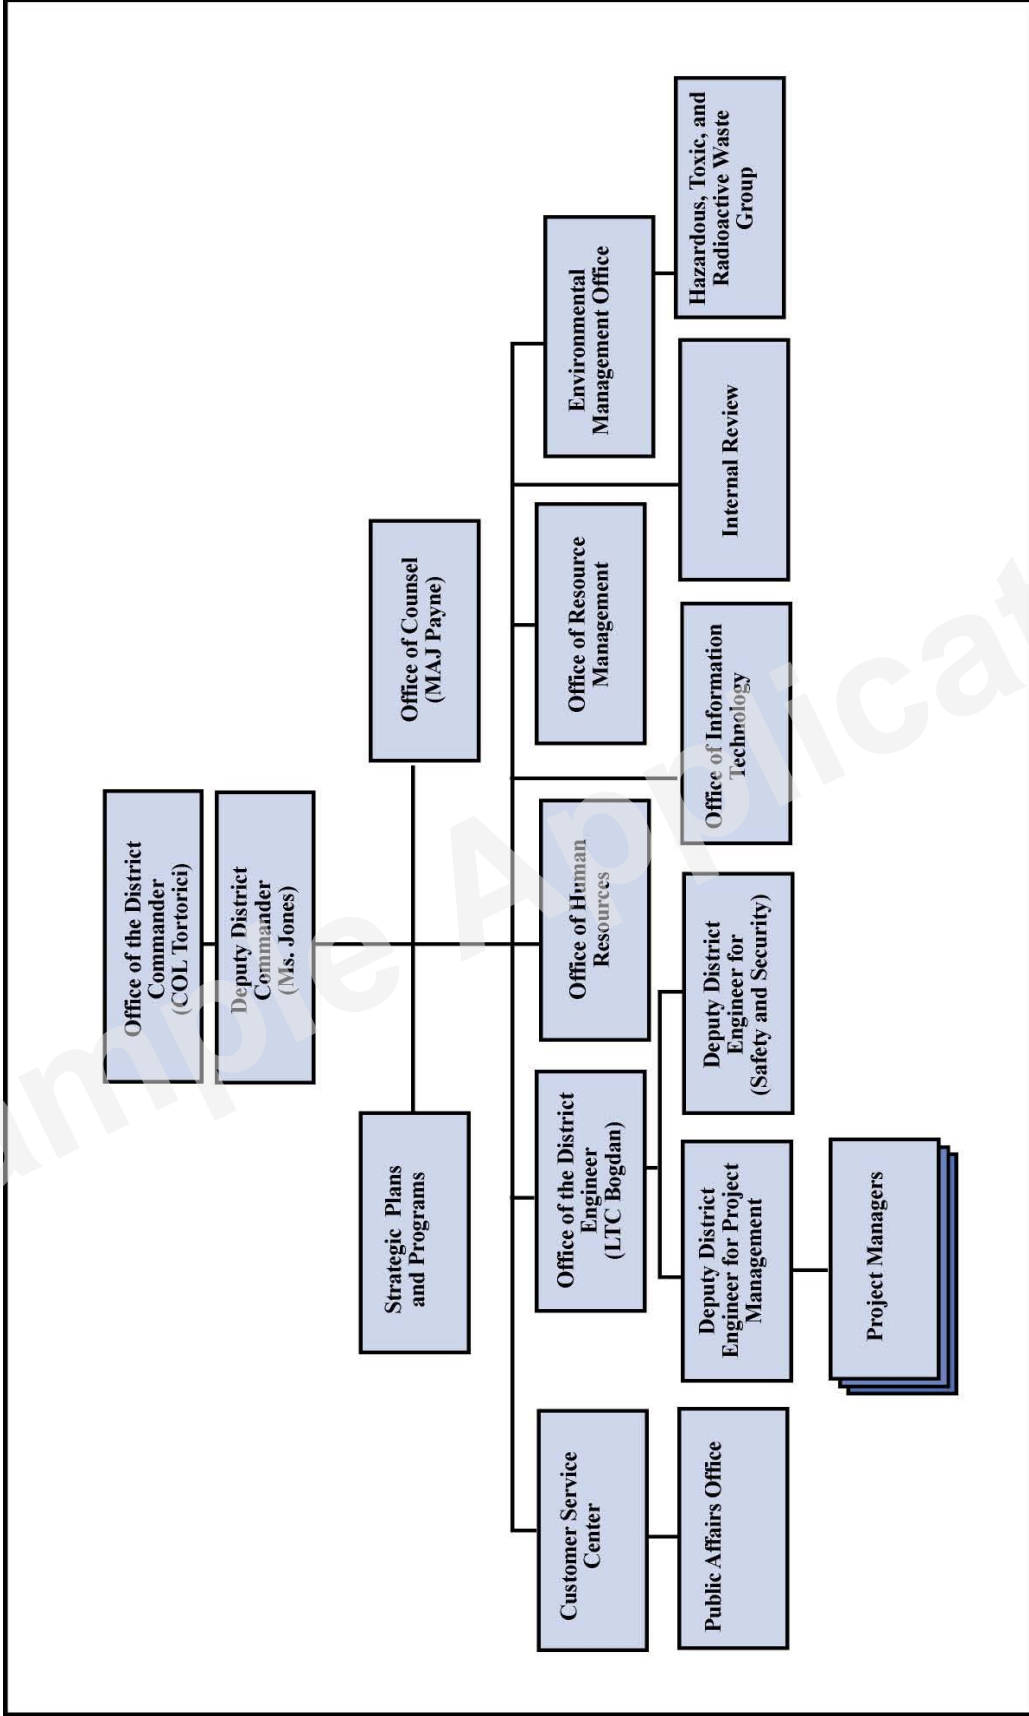 Office of the District
Commander
(COL Tortorici)
Deputy District
Commander
(Ms. Jones)
Strategic Plans
and Programs
Office of Counsel
(MAJ Payne)
Customer Service
Center
Office of the District
Engineer
(LTC Bogdan)
Office of Human
Resources
Office of Resource
Management
Environmental
Management Office
Public Affairs Office
Deputy District
Engineer for Project
Management
Deputy District
Engineer for
(Safety and Security)
Office of Information
Technology
Internal Review
Hazardous, Toxic, and
Radioactive Waste
Group
Project Managers
ample Applicat